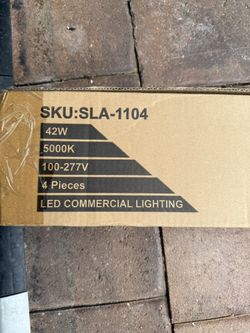 SKU:SLA-1104
42W
5000K
100-277V
4 Pieces
LED COMMERCIAL LIGHTING